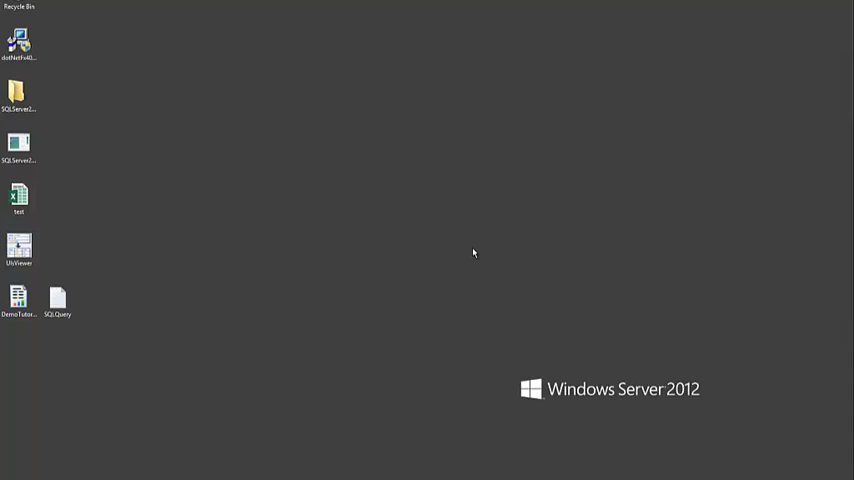 Recycle Bin
dotNetFx40...
SQLServer2...
SQLServer2...
test
UlsViewer
DemoTutor...
SQLQuery
Windows Server 2012